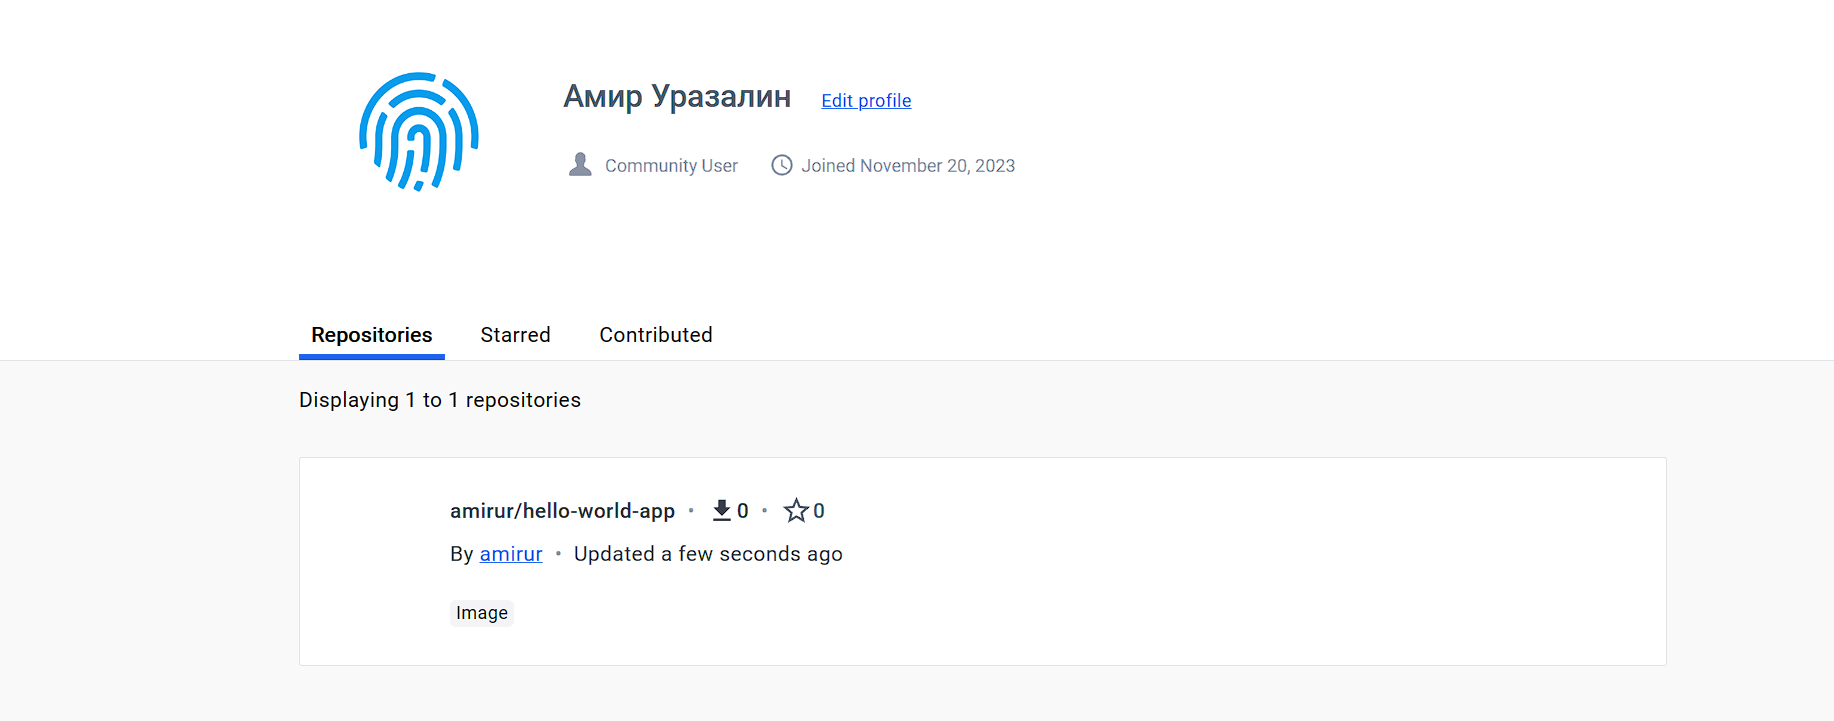 Амир Уразалин Edit profile
Community User Joined November 20, 2023
Repositories Starred Contributed
Displaying 1 to 1 repositories
amirur/hello-world-app • 0 • 0
By amirur • Updated a few seconds ago
Image